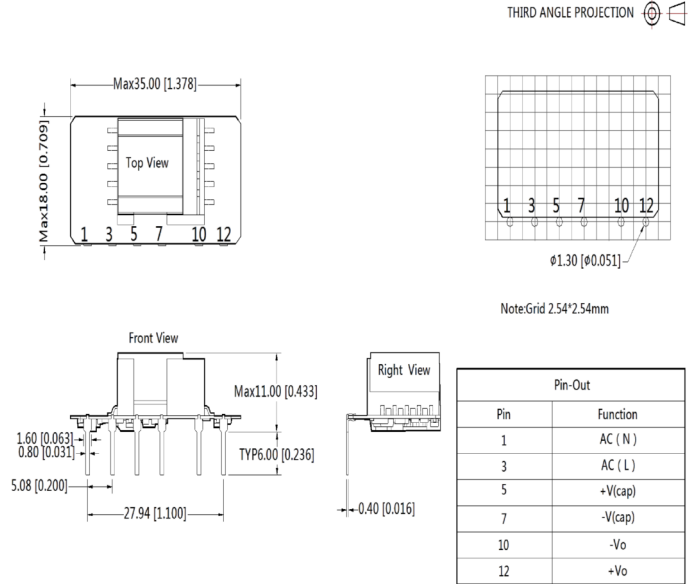 THIRD ANGLE PROJECTION
Max35.00 [1.378]
Max18.00 [0.709]
Top View
1 3 5 7 10 12
1 3 5 7 10 12
ϕ1.30 [ϕ0.051]
Note:Grid 2.54*2.54mm
Front View
Max11.00 [0.433]
1.60 [0.063]
0.80 [0.031]
TYP6.00 [0.236]
5.08 [0.200]
27.94 [1.100]
Right View
0.40 [0.016]
Pin-Out
Pin Function
1 AC ( N )
3 AC ( L )
5 +V(cap)
7 -V(cap)
10 -Vo
12 +Vo